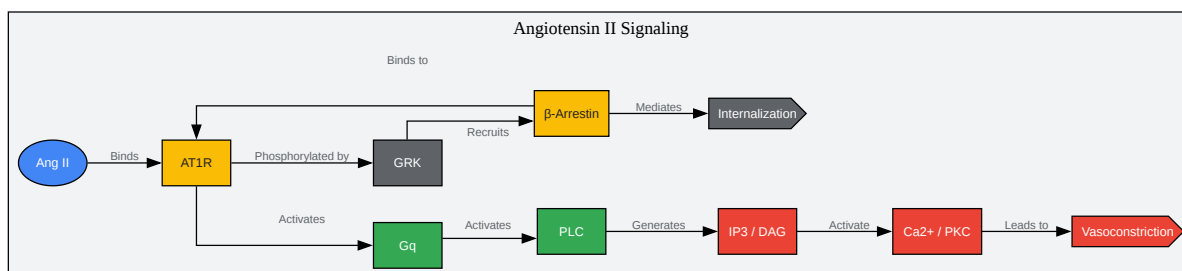 Angiotensin II Signaling
Binds to
β-Arrestin
Mediates
Internalization
Recruits
Ang II
Binds
AT1R
Phosphorylated by
GRK
Activates
Gq
Activates
PLC
Generates
IP3 / DAG
Activate
Ca2+ / PKC
Leads to
Vasoconstriction